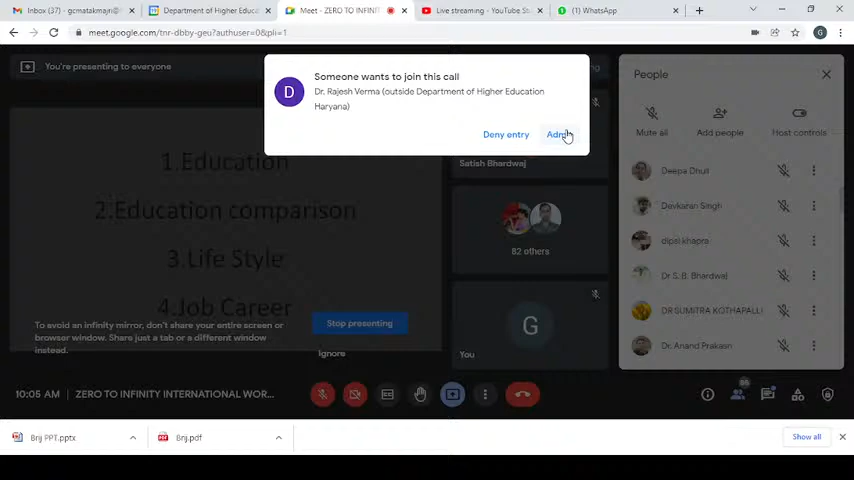 Inbox (37) - gcmatakmajri@
Department of Higher Educa
Meet - ZERO TO INFINIT
Live streaming - YouTube St
(1) WhatsApp
meet.google.com/tnr-dbby-geu?authuser=0&pli=1
You're presenting to everyone
Someone wants to join this call
D
Dr. Rajesh Verma (outside Department of Higher Education
Haryana)
Deny entry
1.Education
2.Education comparison
3.Life Style
4.Job Career
To avoid an infinity mirror, don't share your entire screen or
browser window. Share just a tab or a different window
instead.
Stop presenting
Ignore
Satish Bhardwaj
82 others
G
You
People
Mute all
Add people
Host controls
Deepa Dhull
Devkaran Singh
dipal khapra
Dr S. B. Bhardwaj
DR SUMITRA KOTHAPALLI
Dr. Anand Prakash
10:05 AM | ZERO TO INFINITY INTERNATIONAL WOR...
Brij PPT.pptx
Brij.pdf
Show all